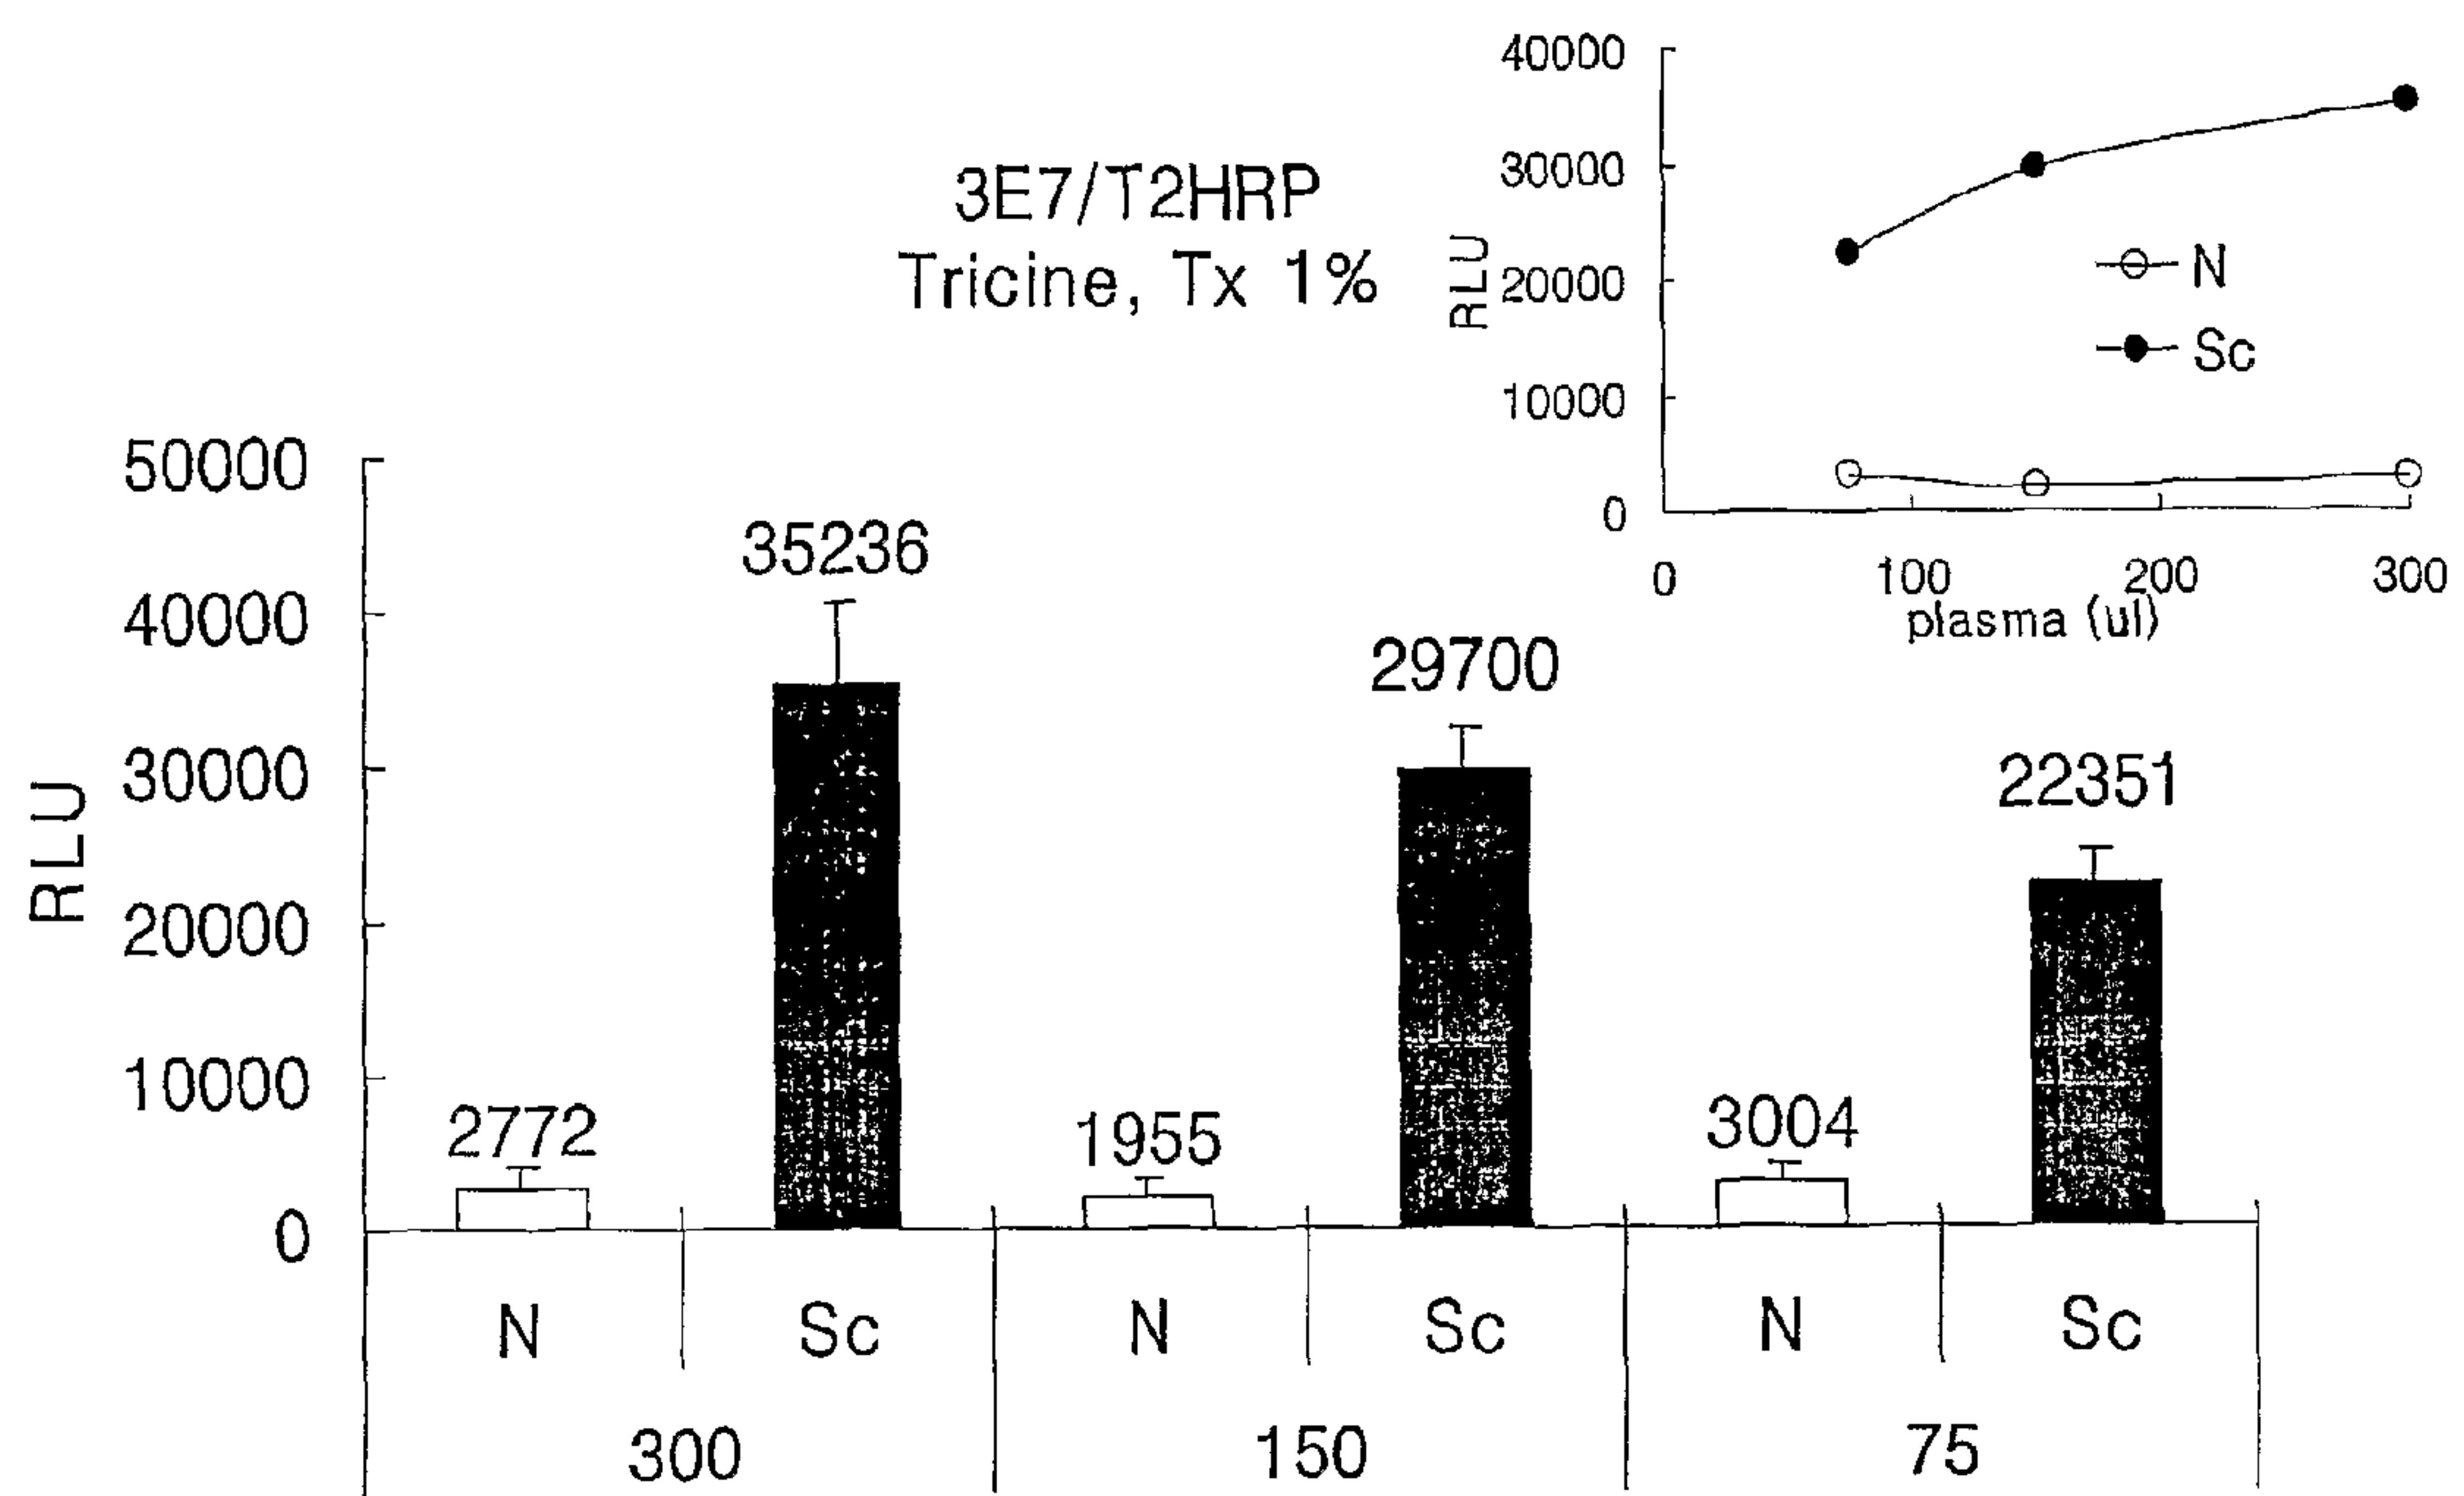 3E7/T2HRP
Tricine, Tx 1%
40000
30000
20000
10000
0
RLU
N
Sc
0 100 200 300
plasma (ul)
50000
40000
30000
20000
10000
0
RLU
35236
29700
22351
2772
1955
3004
N Sc N Sc N Sc
300 150 75